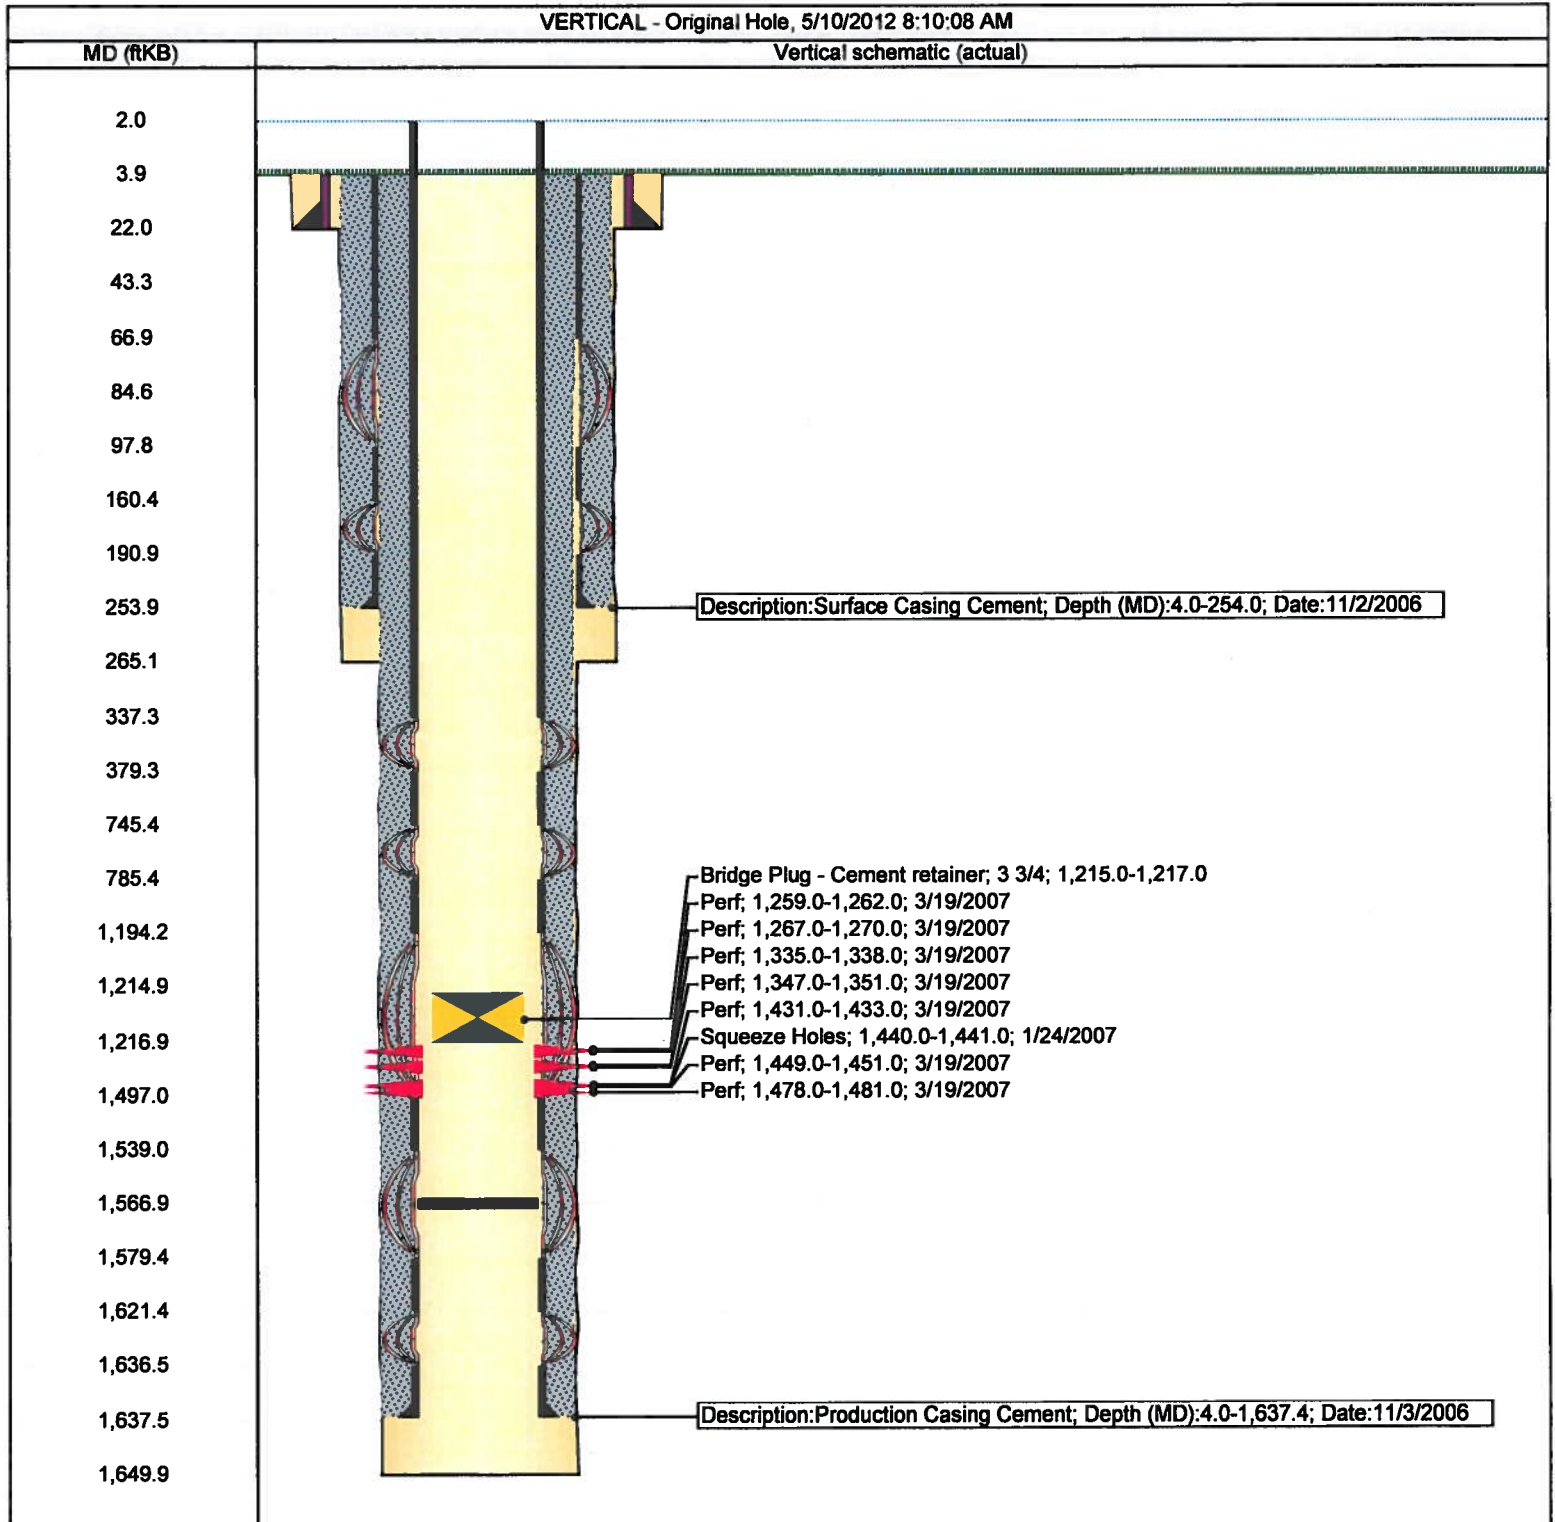 VERTICAL - Original Hole, 5/10/2012 8:10:08 AM
MD (ftKB)
Vertical schematic (actual)
2.0
3.9
22.0
43.3
66.9
84.6
97.8
160.4
190.9
253.9
Description:Surface Casing Cement; Depth (MD):4.0-254.0; Date:11/2/2006
265.1
337.3
379.3
745.4
785.4
Bridge Plug - Cement retainer; 3 3/4; 1,215.0-1,217.0
Perf; 1,259.0-1,262.0; 3/19/2007
Perf; 1,267.0-1,270.0; 3/19/2007
1,194.2
Perf; 1,335.0-1,338.0; 3/19/2007
Perf; 1,347.0-1,351.0; 3/19/2007
1,214.9
Perf; 1,431.0-1,433.0; 3/19/2007
Squeeze Holes; 1,440.0-1,441.0; 1/24/2007
1,216.9
Perf; 1,449.0-1,451.0; 3/19/2007
Perf; 1,478.0-1,481.0; 3/19/2007
1,497.0
1,539.0
1,566.9
1,579.4
1,621.4
1,636.5
1,637.5
Description:Production Casing Cement; Depth (MD):4.0-1,637.4; Date:11/3/2006
1,649.9